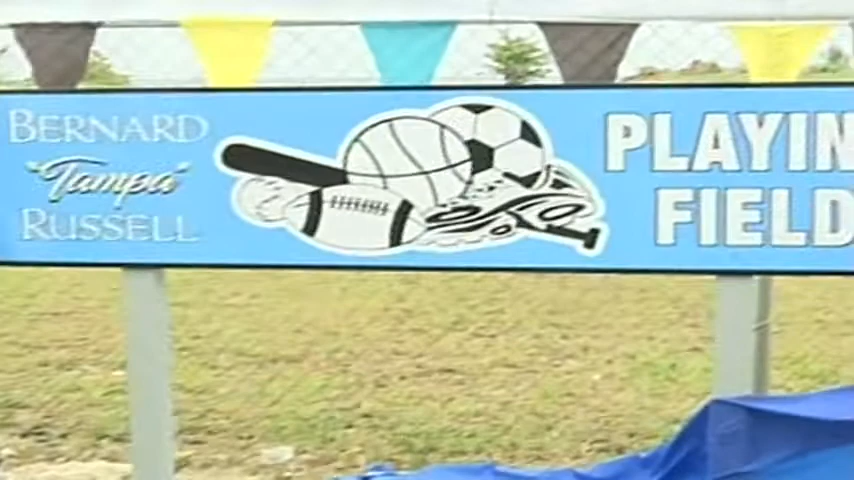 BERNARD
"Tampa"
RUSSELL
PLAYIN
FIELD